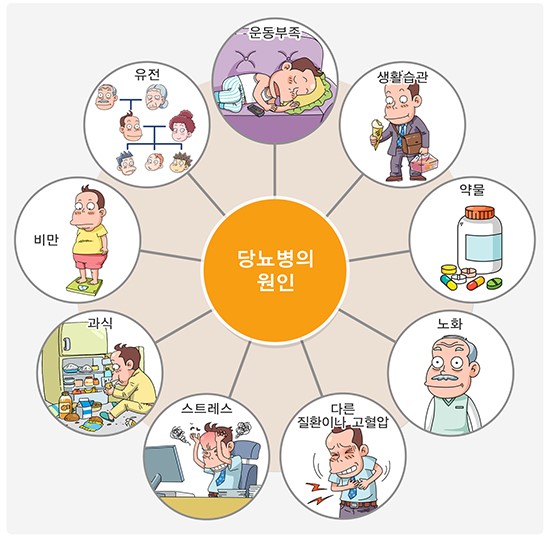 운동부족
생활습관
약물
노화
다른
질환이나 고혈압
스트레스
과식
비만
유전
당뇨병의
원인